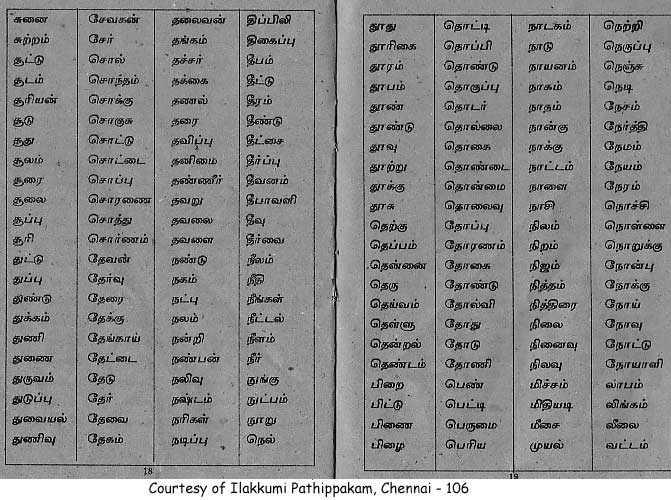 சுனை சேவகன் தலைவன் திப்பிலி
சுற்றம் சேர் தங்கம் திகைப்பு
சூட்டு சொல் தச்சர் தீபம்
சூடம் சொந்தம் தக்கை தீட்டு
சூரியன் சொக்கு தணல் தீரம்
சூடு சொகுசு தரை தீண்டு
சூது சொட்டு தவிப்பு தீட்சை
சூலம் சொட்டை தனிமை தீர்ப்பு
சூரை சொப்பு தண்ணீர் தீவனம்
சூலை சொரணை தவறு தீபாவளி
சூப்பு சொத்து தவலை தீவு
சூரி சொர்ணம் தவளை தீர்வை
துட்டு தேவன் நண்டு நீலம்
துப்பு தேர்வு நகம் நீதி
துண்டு தேரை நட்பு நீங்கள்
துக்கம் தேக்கு நலம் நீட்டல்
துணி தேங்காய் நன்றி நீளம்
துணை தேட்டை நண்பன் நீர்
துருவம் தேடு நலிவு நுங்கு
துடுப்பு தேர் நஷ்டம் நுட்பம்
துவையல் தேவை நரிகள் நூறு
துணிவு தேகம் நடிப்பு நெல்
18
தூது தொட்டி நாடகம் நெற்றி
தூரிகை தொப்பி நாடு நெருப்பு
தூரம் தொண்டு நாயனம் நெஞ்சு
தூபம் தொகுப்பு நாகம் நெடி
தூண் தொடர் நாதம் நேசம்
தூண்டு தொல்லை நான்கு நேர்த்தி
தூவு தொகை நாக்கு நேமம்
தூற்று தொண்டை நாட்டம் நேயம்
தூக்கு தொன்மை நாளை நேரம்
தூசு தொலைவு நாசி நொச்சி
தெற்கு தோப்பு நிலம் நொள்ளை
தெப்பம் தோரணம் நிறம் நொறுக்கு
தென்னை தோகை நிஜம் நோன்பு
தெரு தோண்டு நித்தம் நோக்கு
தெய்வம் தோல்வி நித்திரை நோய்
தெள்ளு தோது நிலை நோவு
தென்றல் தோடு நினைவு நோட்டு
தெண்டம் தோணி நிலவு நோயாளி
பிறை பெண் மிச்சம் லாபம்
பிட்டு பெட்டி மிதியடி லிங்கம்
பிணை பெருமை மீசை லீலை
பிழை பெரிய முயல் வட்டம்
19
Courtesy of Ilakkumi Pathippakam, Chennai - 106